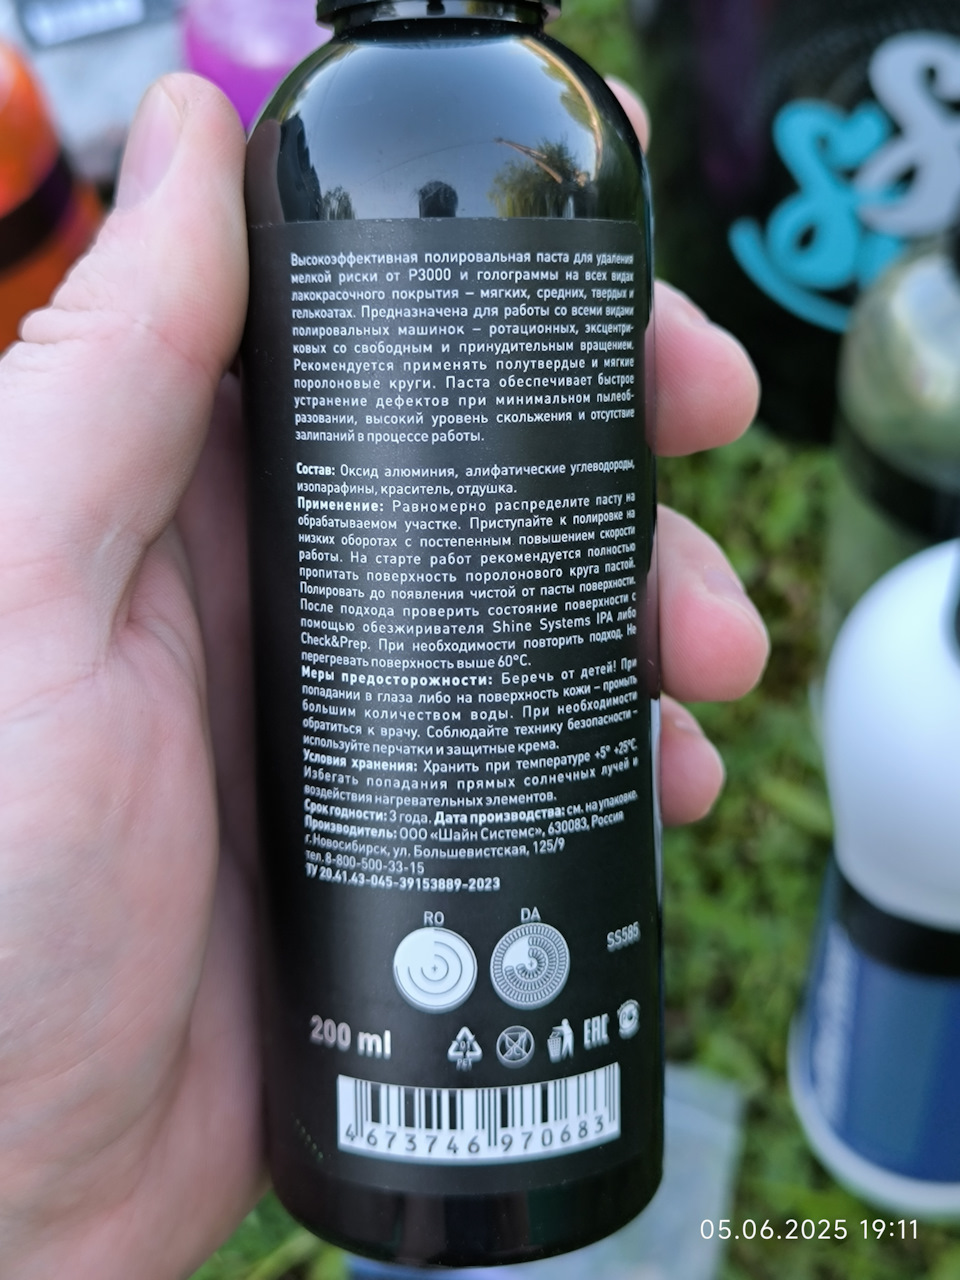 Высокоэффективная полировальная паста для удаления
мелкой риски от P3000 и голограммы на всех видах
лакокрасочного покрытия – мягких, средних, твердых и
гелькоатах. Предназначена для работы со всеми видами
полировальных машинок – ротационных, эксцентри-
ковых со свободным и принудительным вращением.
Рекомендуется применять полутвердые и мягкие
поролоновые круги. Паста обеспечивает быстрое
устранение дефектов при минимальном пылеоб-
разовании, высокий уровень скольжения и отсутствие
залипаний в процессе работы.
Состав: Оксид алюминия, алифатические углеводороды,
изопарафины, краситель, отдушка.
Применение: Равномерно распределите пасту на
обрабатываемом участке. Приступайте к полировке на
низких оборотах с постепенным повышением скорости
работы. На старте работ рекомендуется полностью
пропитать поверхность поролонового круга пастой.
Полировать до появления чистой от пасты поверхности.
После подхода проверить состояние поверхности с
помощью обезжиривателя Shine Systems IPA либо
Check&Prep. При необходимости повторить подход. Не
перегревать поверхность выше 60°C.
Меры предосторожности: Беречь от детей! При
попадании в глаза либо на поверхность кожи – промыть
большим количеством воды. При необходимости
обратиться к врачу. Соблюдайте технику безопасности –
используйте перчатки и защитные крема.
Условия хранения: Хранить при температуре +5° +25°C.
Избегать попадания прямых солнечных лучей и
воздействия нагревательных элементов.
Срок годности: 3 года. Дата производства: см. на упаковке.
Производитель: ООО «Шайн Системс», 630083, Россия
г.Новосибирск, ул. Большевистская, 125/9
тел.8-800-500-33-15
ТУ 20.41.43-045-39153889-2023
RO DA
SS585
200 ml
01
PET
EAC
4 673746 970683
05.06.2025 19:11